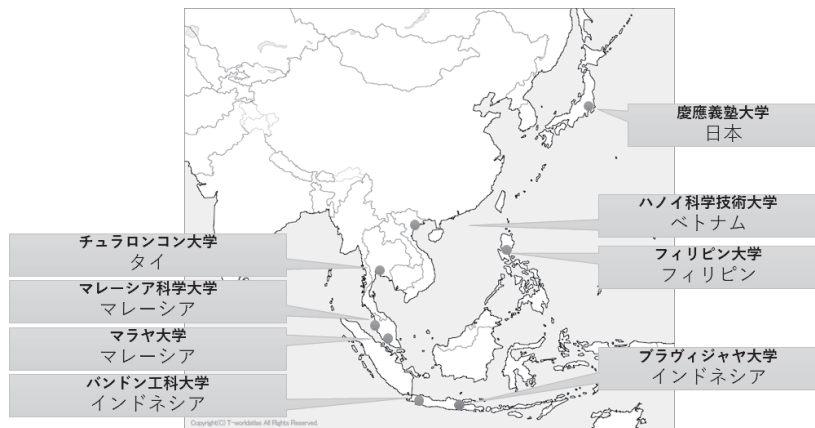 慶應義塾大学
日本
ハノイ科学技術大学
ベトナム
チュラロンコン大学
タイ
フィリピン大学
フィリピン
マレーシア科学大学
マレーシア
マラヤ大学
マレーシア
ブラヴィジャヤ大学
インドネシア
バンドン工科大学
インドネシア
Copyright(C) T-worldatlas All Rights Reserved.